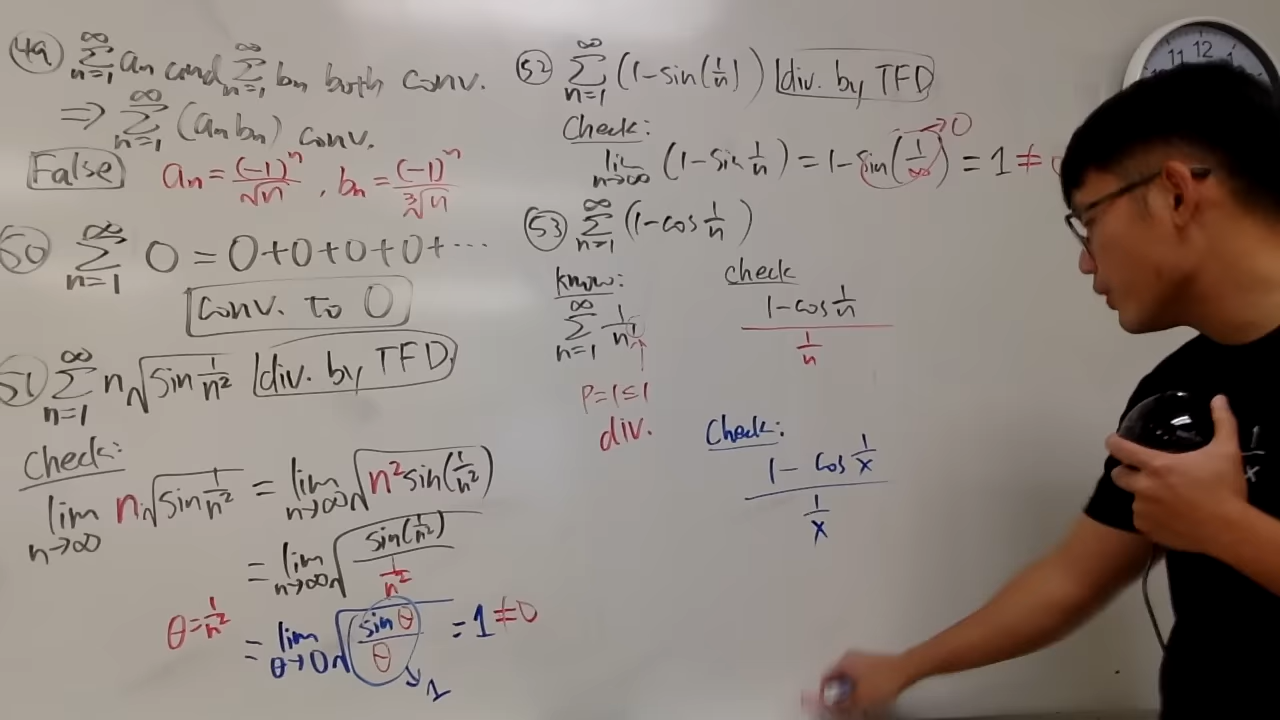 (49) ∞∑n=1 an and ∞∑n=1 bn both conv.
=> ∞∑n=1 (an bn) conv.
False an = (-1)^n/√n , bn = (-1)^n/∛n
(50) ∞∑n=1 0 = 0+0+0+0+···
Conv. to 0
(51) ∞∑n=1 n√(sin 1/n²) div. by TFD
Check:
lim n→∞ n√(sin 1/n²) = lim n→∞ √(n² sin(1/n²))
= lim n→∞ √(sin(1/n²) / (1/n²))
θ = 1/n²
= lim θ→0 √(sin θ / θ) = 1 ≠ 0
↘ 1
(52) ∞∑n=1 (1-sin(1/n)) div. by TFD
Check:
lim n→∞ (1-sin 1/n) = 1-sin(1/∞) = 1 ≠
→0
(53) ∞∑n=1 (1-cos 1/n)
know:
∞∑n=1 1/n^1
P=1≤1
div.
check
(1-cos 1/n) / (1/n)
Check:
(1 - cos 1/x) / (1/x)
11 12